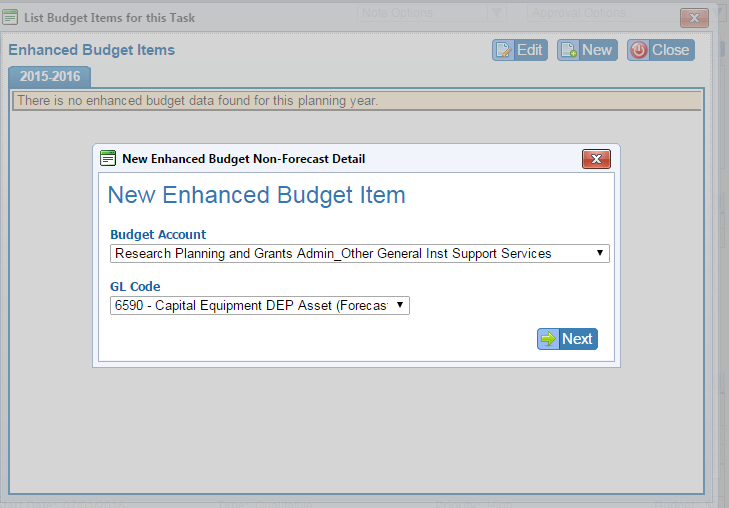 List Budget Items for this Task
Note Options
Approval Options
Enhanced Budget Items
Edit
New
Close
2015-2016
There is no enhanced budget data found for this planning year.
New Enhanced Budget Non-Forecast Detail
New Enhanced Budget Item
Budget Account
Research Planning and Grants Admin_Other General Inst Support Services
GL Code
6590 - Capital Equipment DEP Asset (Forecas
Next